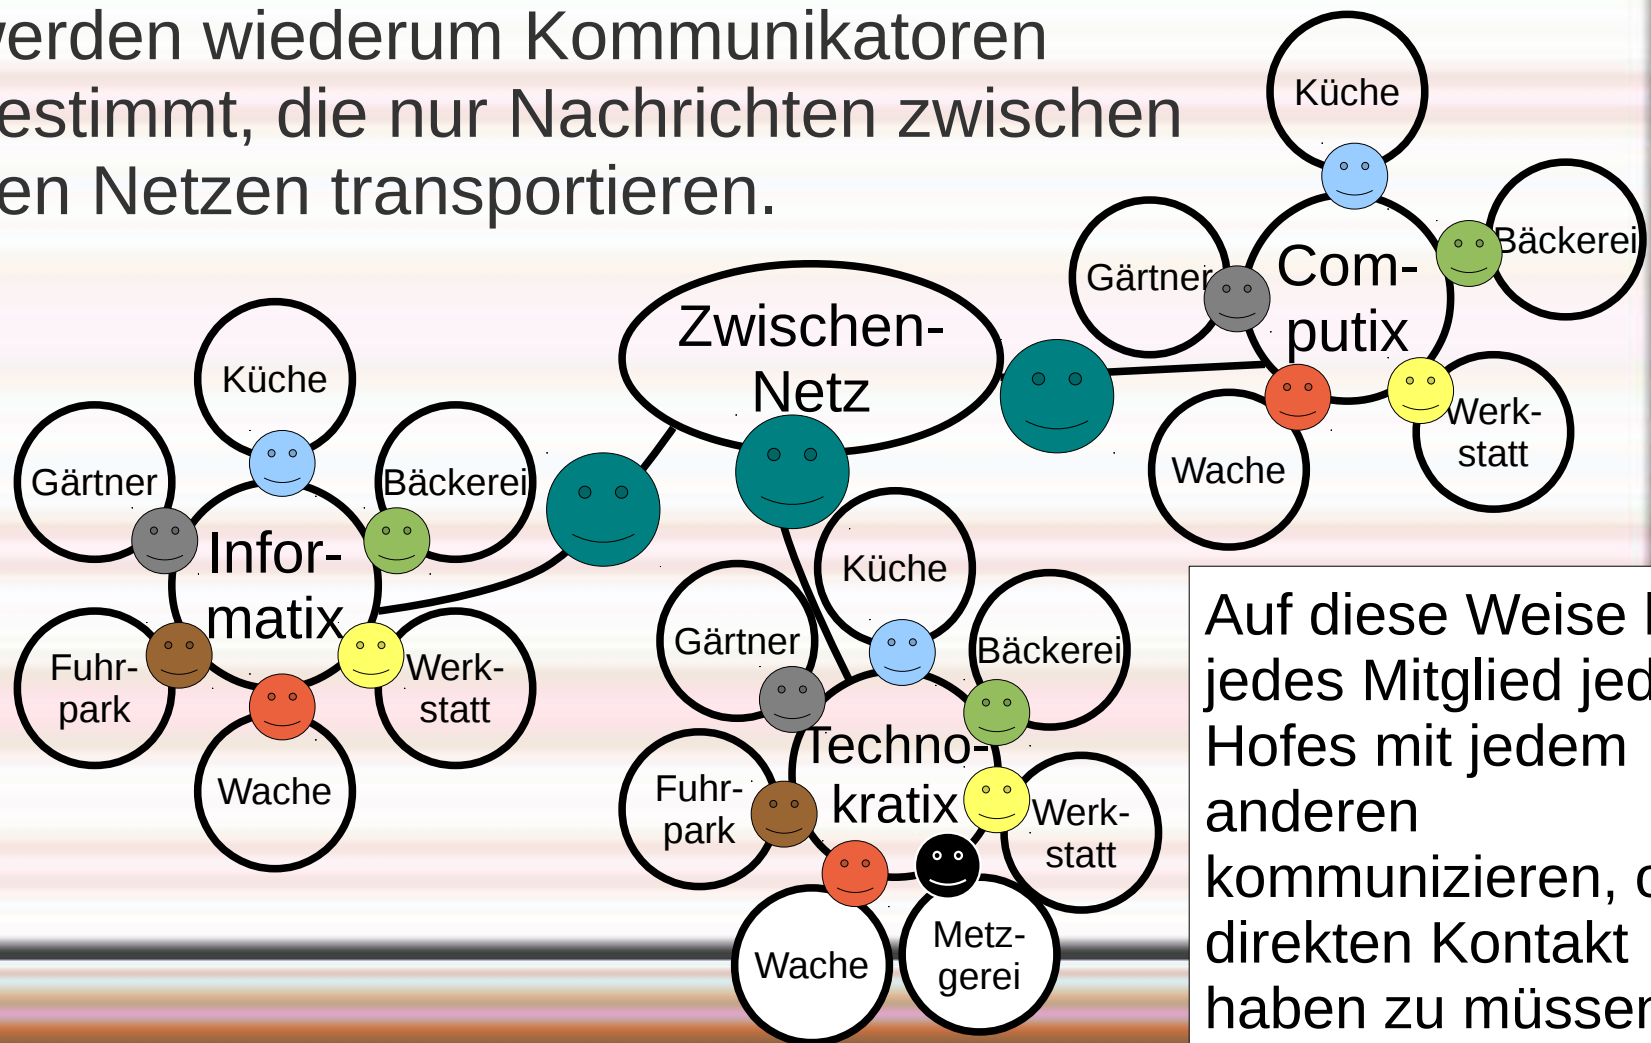 werden wiederum Kommunikatoren
estimmt, die nur Nachrichten zwischen
en Netzen transportieren.
Küche
Bäckerei
Gärtner
Com-
putix
Werk-
statt
Wache
Zwischen-
Netz
Küche
Gärtner
Bäckerei
Infor-
matix
Fuhr-
park
Werk-
statt
Wache
Küche
Gärtner
Bäckerei
Techno-
kratix
Fuhr-
park
Werk-
statt
Wache
Metz-
gerei
Auf diese Weise
jedes Mitglied jed
Hofes mit jedem
anderen
kommunizieren,
direkten Kontakt
haben zu müssen